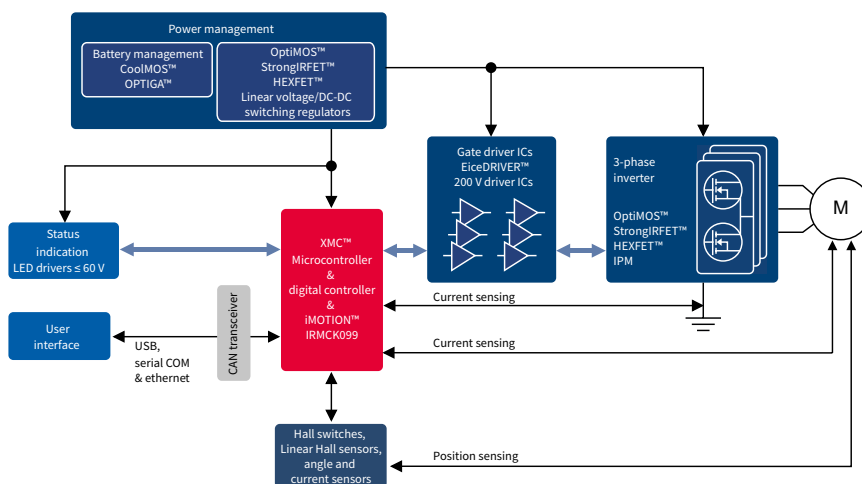 Power management
Battery management
CoolMOS™
OPTIGA™
OptiMOS™
StrongIRFET™
HEXFET™
Linear voltage/DC-DC
switching regulators
Gate driver ICs
EiceDRIVER™
200 V driver ICs
3-phase
inverter
OptiMOS™
StrongIRFET™
HEXFET™
IPM
M
Status
indication
LED drivers ≤ 60 V
XMC™
Microcontroller
&
digital controller
&
iMOTION™
IRMCK099
User
interface
USB,
serial COM
& ethernet
CAN transceiver
Current sensing
Current sensing
Hall switches,
Linear Hall sensors,
angle and
current sensors
Position sensing